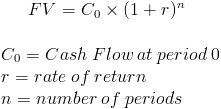 FV = C₀ × (1 + r)ⁿ
C₀ = Cash Flow at period 0
r = rate of return
n = number of periods